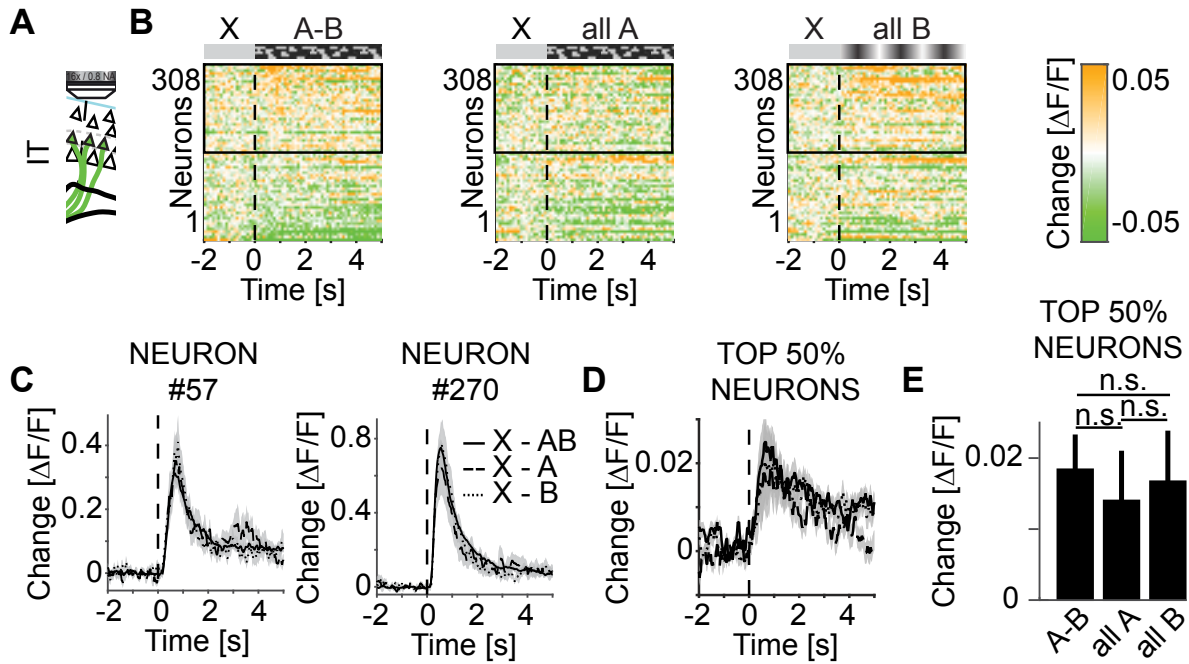 A
16x / 0.8 NA
IT
B
X A-B
308
Neurons
1
-2 0 2 4
Time [s]
X all A
308
Neurons
1
-2 0 2 4
Time [s]
X all B
308
Neurons
1
-2 0 2 4
Time [s]
Change [ΔF/F]
0.05
-0.05
C
NEURON
#57
Change [ΔF/F]
0.4
0.2
0
-2 0 2 4
Time [s]
NEURON
#270
Change [ΔF/F]
0.8
0.4
0
-2 0 2 4
Time [s]
X - AB
X - A
X - B
D
TOP 50%
NEURONS
Change [ΔF/F]
0.02
0
-2 0 2 4
Time [s]
E
TOP 50%
NEURONS
n.s.
n.s. n.s.
Change [ΔF/F]
0.02
0
A-B
all A
all B